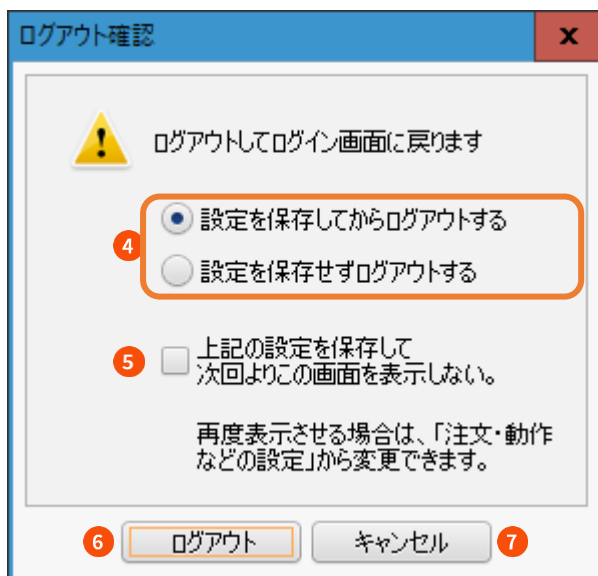 ログアウト確認
x
ログアウトしてログイン画面に戻ります
4
設定を保存してからログアウトする
設定を保存せずログアウトする
5
上記の設定を保存して
次回よりこの画面を表示しない。
再度表示させる場合は、「注文・動作
などの設定」から変更できます。
6 ログアウト キャンセル 7